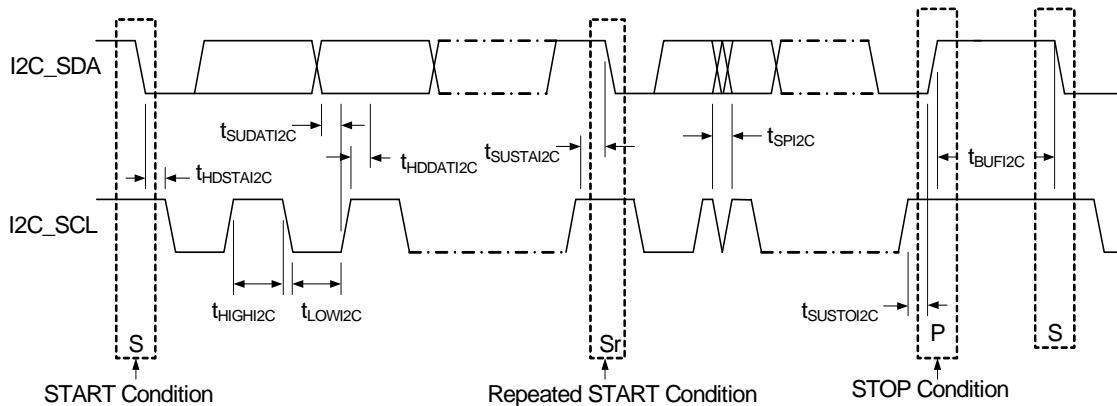 I2C_SDA
tSUDATI2C
tHDDATI2C
tSUSTAI2C
tSPI2C
tBUFI2C
tHDSTAI2C
I2C_SCL
tHIGHI2C
tLOWI2C
tSUSTOI2C
S
Sr
P
S
START Condition
Repeated START Condition
STOP Condition